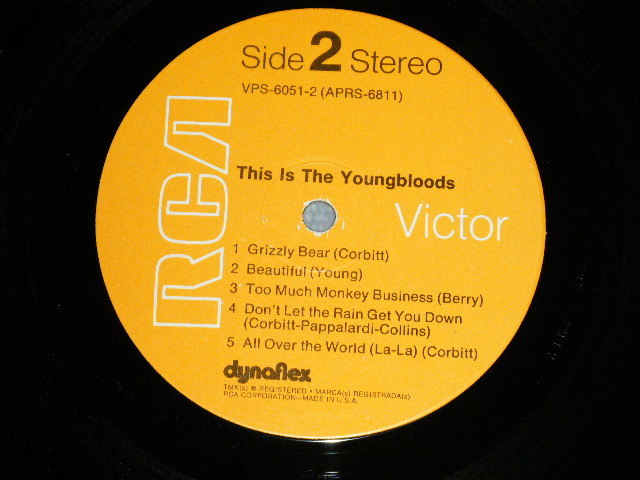 Side 2 Stereo
VPS-6051-2 (APRS-6811)
RCA
This Is The Youngbloods
Victor
1 Grizzly Bear (Corbitt)
2 Beautiful (Young)
3 Too Much Monkey Business (Berry)
4 Don't Let the Rain Get You Down
(Corbitt-Pappalardi-Collins)
5 All Over the World (La-La) (Corbitt)
dynaflex
TMK(s) ® REGISTERED • MARCA(s) REGISTRADA(s)
RCA CORPORATION—MADE IN U.S.A.